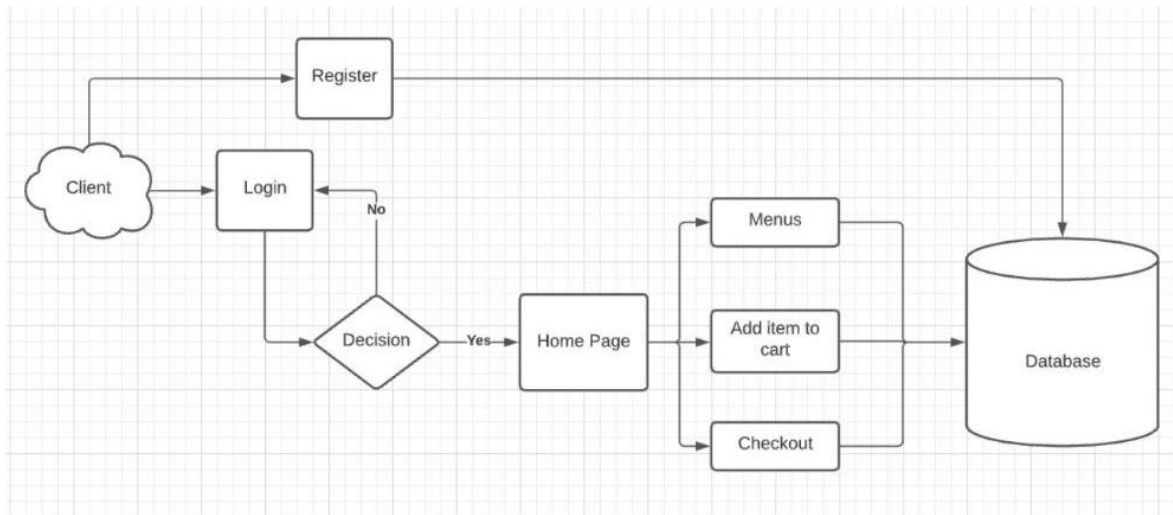 Register
Client
Login
No
Menus
Decision
Yes
Home Page
Add item to
cart
Database
Checkout